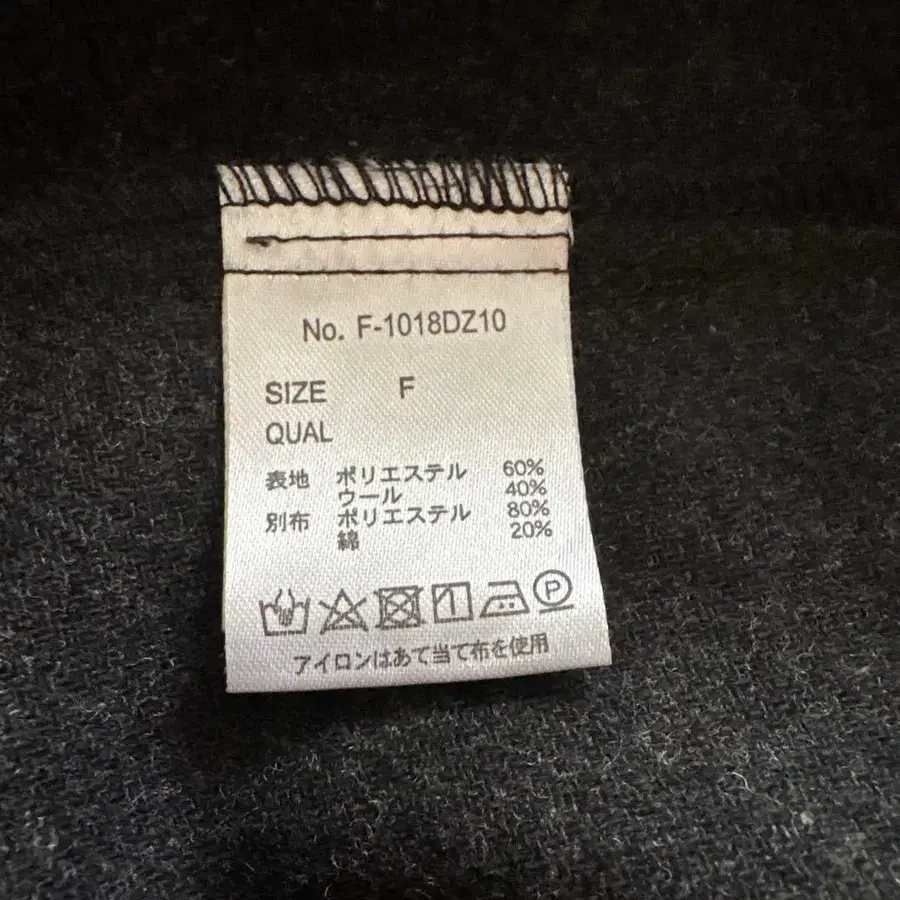 No. F-1018DZ10
SIZE F
QUAL
表地 ポリエステル 60%
ウール 40%
別布 ポリエステル 80%
綿 20%
P
アイロンはあて当て布を使用